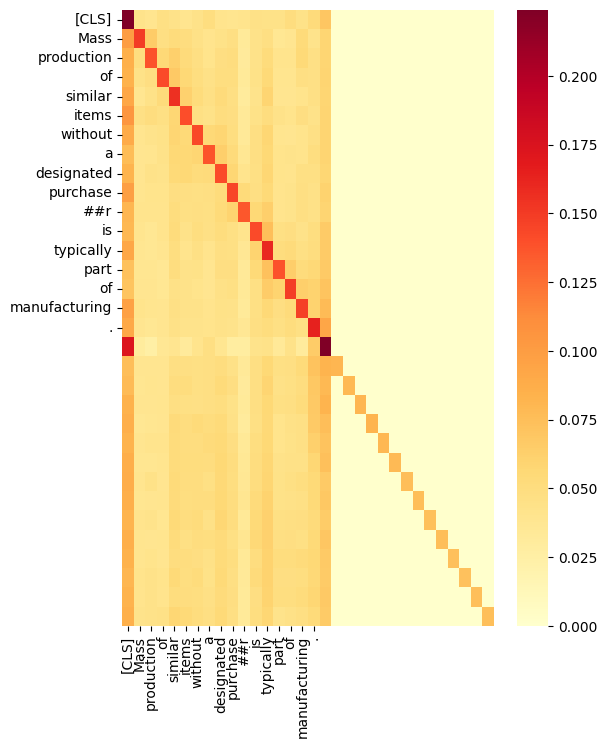 [CLS]
Mass
production
of
similar
items
without
a
designated
purchase
##r
is
typically
part
of
manufacturing
.
[CLS]
Mass
production
of
similar
items
without
a
designated
purchase
##r
is
typically
part
of
manufacturing
.
0.200
0.175
0.150
0.125
0.100
0.075
0.050
0.025
0.000